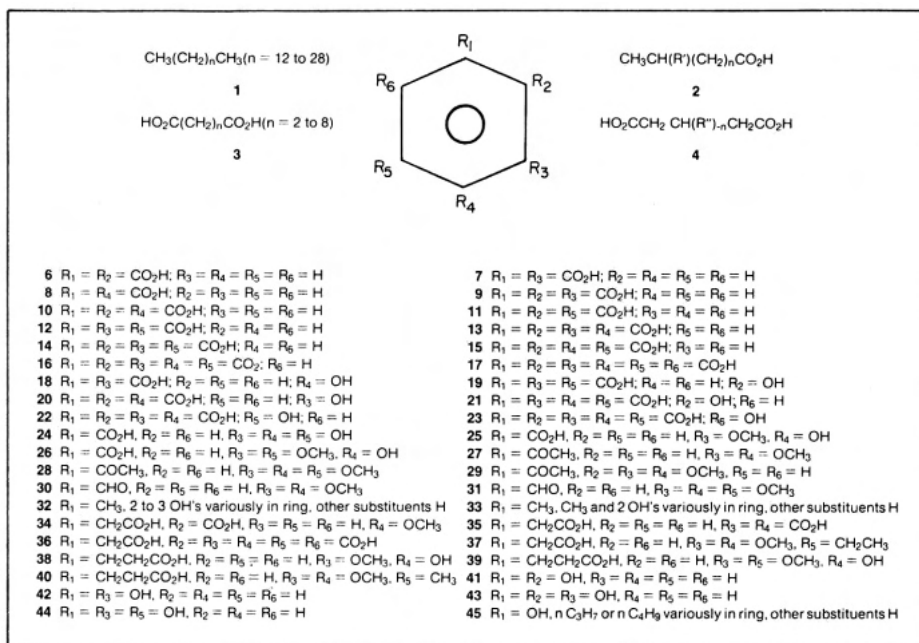 CH₃(CH₂)ₙCH₃(n = 12 to 28)
1
HO₂C(CH₂)ₙCO₂H(n = 2 to 8)
3
R₁
R₆ R₂
R₅ R₃
R₄
CH₃CH(R')(CH₂)ₙCO₂H
2
HO₂CCH₂ CH(R'')-ₙCH₂CO₂H
4
6 R₁ = R₂ = CO₂H; R₃ = R₄ = R₅ = R₆ = H
8 R₁ = R₄ = CO₂H; R₂ = R₃ = R₅ = R₆ = H
10 R₁ = R₂ = R₄ = CO₂H; R₃ = R₅ = R₆ = H
12 R₁ = R₃ = R₅ = CO₂H; R₂ = R₄ = R₆ = H
14 R₁ = R₂ = R₃ = R₅ = CO₂H; R₄ = R₆ = H
16 R₁ = R₂ = R₃ = R₄ = R₅ = CO₂; R₆ = H
18 R₁ = R₃ = CO₂H; R₂ = R₅ = R₆ = H; R₄ = OH
20 R₁ = R₂ = R₄ = CO₂H; R₅ = R₆ = H; R₃ = OH
22 R₁ = R₂ = R₃ = R₄ = CO₂H; R₅ = OH; R₆ = H
24 R₁ = CO₂H, R₂ = R₆ = H, R₃ = R₄ = R₅ = OH
26 R₁ = CO₂H, R₂ = R₆ = H, R₃ = R₅ = OCH₃, R₄ = OH
28 R₁ = COCH₃, R₂ = R₆ = H, R₃ = R₄ = R₅ = OCH₃
30 R₁ = CHO, R₂ = R₅ = R₆ = H, R₃ = R₄ = OCH₃
32 R₁ = CH₃, 2 to 3 OH's variously in ring, other substituents H
34 R₁ = CH₂CO₂H, R₂ = CO₂H, R₃ = R₅ = R₆ = H, R₄ = OCH₃
36 R₁ = CH₂CO₂H, R₂ = R₃ = R₄ = R₅ = R₆ = CO₂H
38 R₁ = CH₂CH₂CO₂H, R₂ = R₅ = R₆ = H, R₃ = OCH₃, R₄ = OH
40 R₁ = CH₂CH₂CO₂H, R₂ = R₆ = H, R₃ = R₄ = OCH₃, R₅ = CH₃
42 R₁ = R₃ = OH, R₂ = R₄ = R₅ = R₆ = H
44 R₁ = R₃ = R₅ = OH, R₂ = R₄ = R₆ = H
7 R₁ = R₃ = CO₂H; R₂ = R₄ = R₅ = R₆ = H
9 R₁ = R₂ = R₃ = CO₂H; R₄ = R₅ = R₆ = H
11 R₁ = R₂ = R₅ = CO₂H; R₃ = R₄ = R₆ = H
13 R₁ = R₂ = R₃ = R₄ = CO₂H; R₅ = R₆ = H
15 R₁ = R₂ = R₄ = R₅ = CO₂H; R₃ = R₆ = H
17 R₁ = R₂ = R₃ = R₄ = R₅ = R₆ = CO₂H
19 R₁ = R₃ = R₅ = CO₂H; R₄ = R₆ = H; R₂ = OH
21 R₁ = R₃ = R₄ = R₅ = CO₂H; R₂ = OH; R₆ = H
23 R₁ = R₂ = R₃ = R₄ = R₅ = CO₂H; R₆ = OH
25 R₁ = CO₂H, R₂ = R₅ = R₆ = H, R₃ = OCH₃, R₄ = OH
27 R₁ = COCH₃, R₂ = R₅ = R₆ = H, R₃ = R₄ = OCH₃
29 R₁ = COCH₃, R₂ = R₃ = R₄ = OCH₃, R₅ = R₆ = H
31 R₁ = CHO, R₂ = R₆ = H, R₃ = R₄ = R₅ = OCH₃
33 R₁ = CH₃, CH₃ and 2 OH's variously in ring, other substituents H
35 R₁ = CH₂CO₂H, R₂ = R₅ = R₆ = H, R₃ = R₄ = CO₂H
37 R₁ = CH₂CO₂H, R₂ = R₆ = H, R₃ = R₄ = OCH₃, R₅ = CH₂CH₃
39 R₁ = CH₂CH₂CO₂H, R₂ = R₆ = H, R₃ = R₅ = OCH₃, R₄ = OH
41 R₁ = R₂ = OH, R₃ = R₄ = R₅ = R₆ = H
43 R₁ = R₂ = R₃ = OH, R₄ = R₅ = R₆ = H
45 R₁ = OH, n C₃H₇ or n C₄H₉ variously in ring, other substituents H